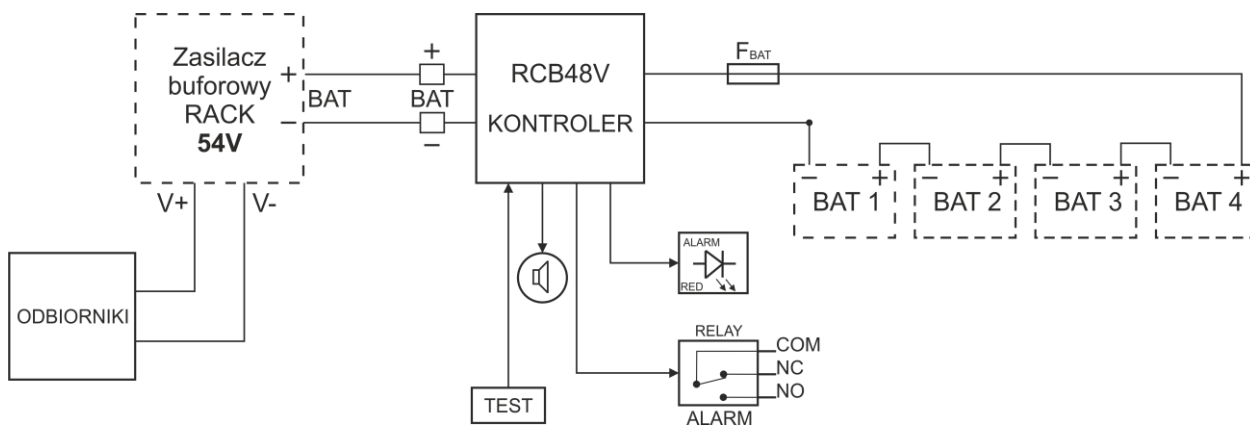 Zasilacz
buforowy
RACK
54V
+
−
BAT
V+
V-
ODBIORNIKI
+
BAT
−
RCB48V
KONTROLER
TEST
FBAT
− +
BAT 1
− +
BAT 2
− +
BAT 3
− +
BAT 4
ALARM
RED
RELAY
COM
NC
NO
ALARM